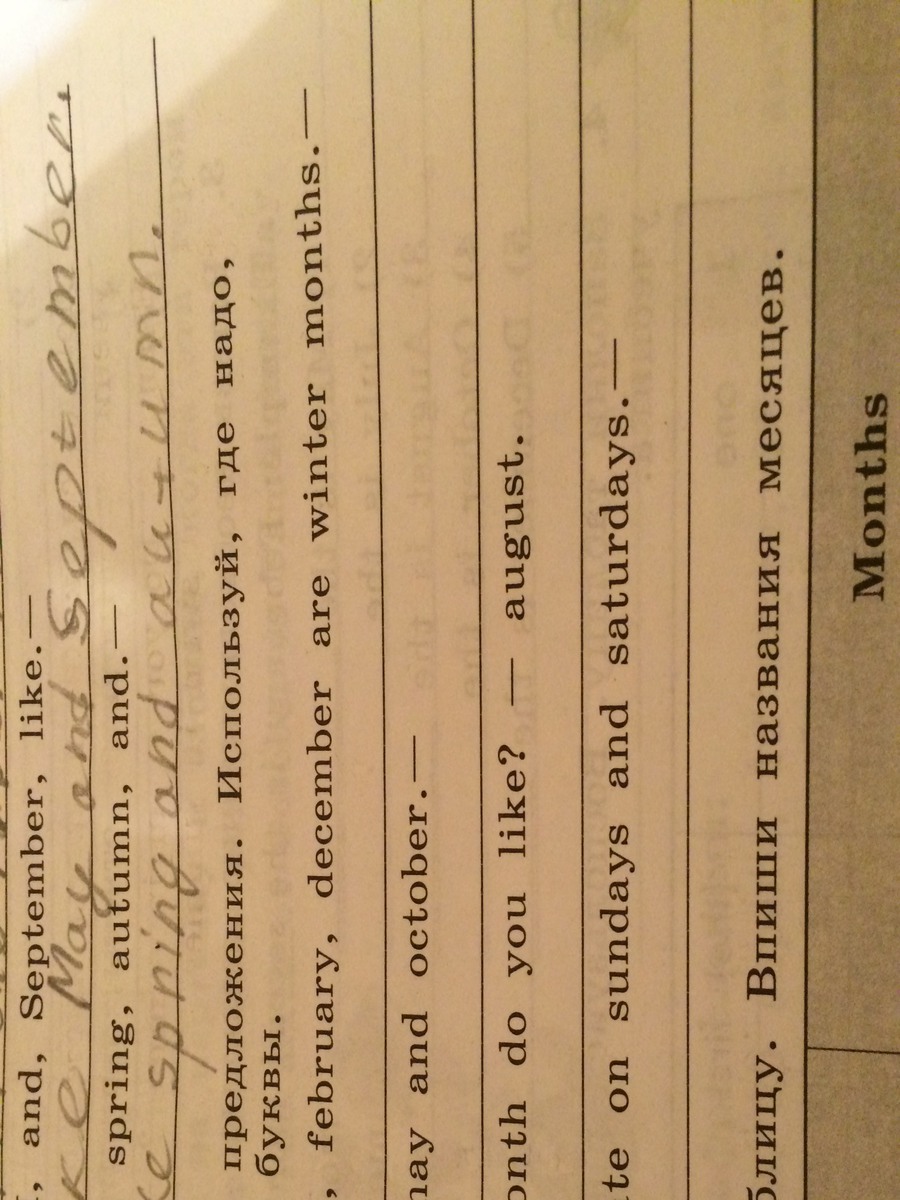 , and, September, like.—
May and September.
spring, autumn, and.—
spring and autumn.
предложения. Используй, где надо,
буквы.
, february, december are winter months.—
may and october.—
onth do you like? — august.
te on sundays and saturdays.—
блицу. Впиши названия месяцев.
Months